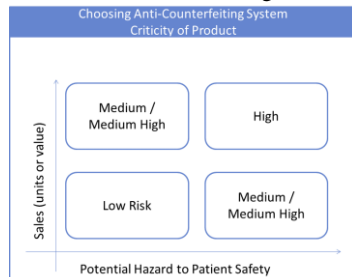 Choosing Anti-Counterfeiting System
Criticity of Product
Sales (units or value)
Medium /
Medium High
High
Low Risk
Medium /
Medium High
Potential Hazard to Patient Safety